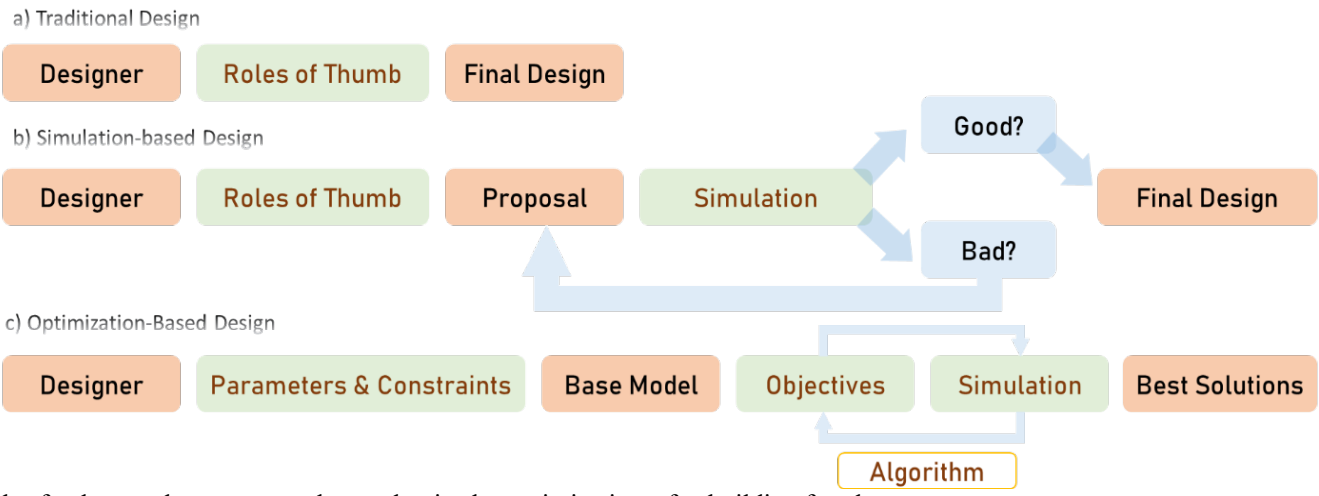 a) Traditional Design
Designer Roles of Thumb Final Design
b) Simulation-based Design
Good?
Designer Roles of Thumb Proposal Simulation Final Design
Bad?
c) Optimization-Based Design
Designer Parameters & Constraints Base Model Objectives Simulation Best Solutions
Algorithm